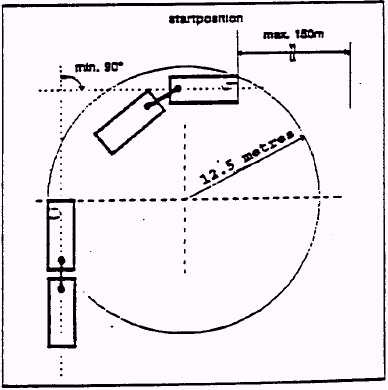 startposition
max. 150m
min. 90°
12.5 metres